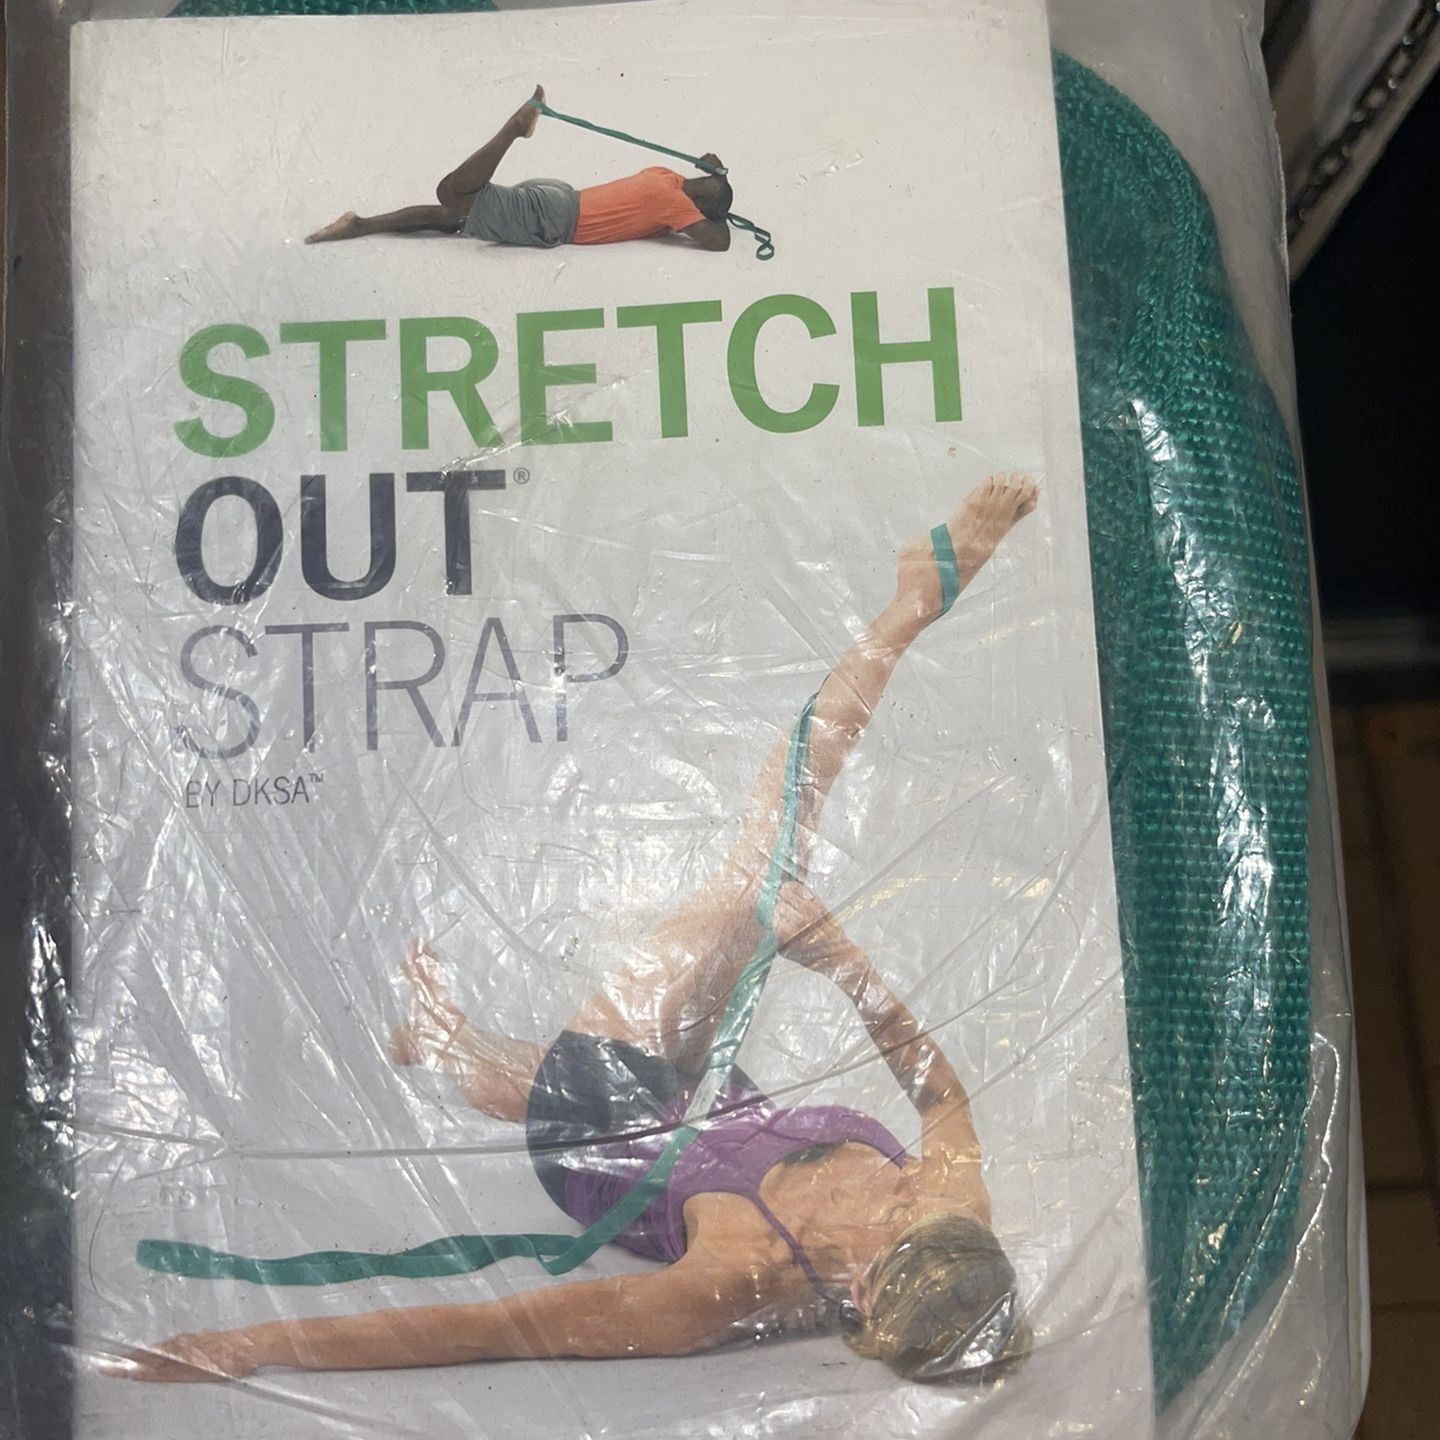 STRETCH
OUT®
STRAP
BY DKSA™